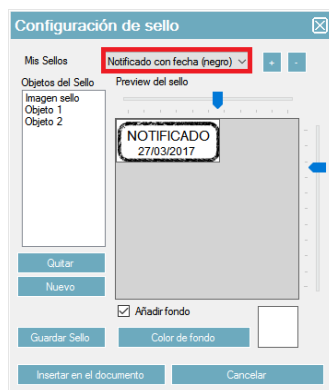 Configuración de sello
Mis Sellos
Notificado con fecha (negro)
+
-
Objetos del Sello
Preview del sello
Imagen sello
Objeto 1
Objeto 2
NOTIFICADO
27/03/2017
Quitar
Nuevo
Añadir fondo
Guardar Sello
Color de fondo
Insertar en el documento
Cancelar